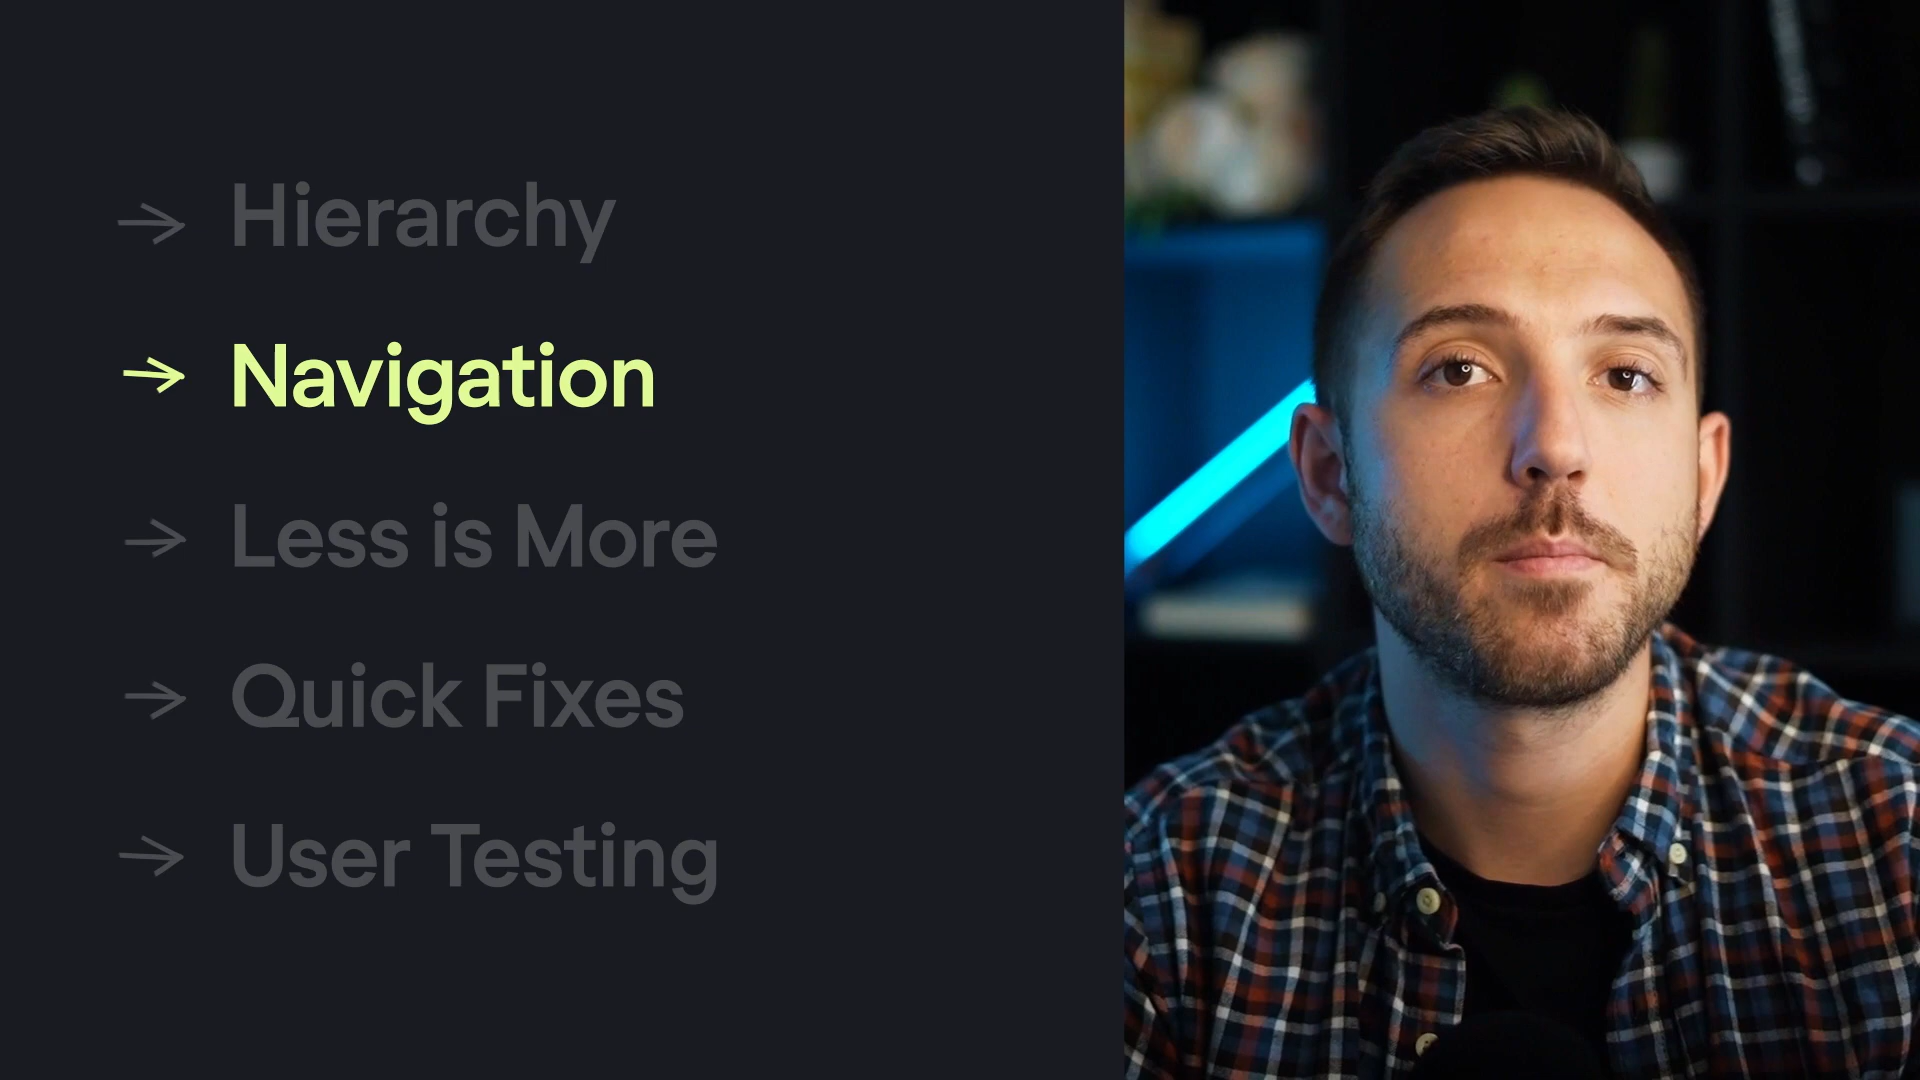 Hierarchy
Navigation
Less is More
Quick Fixes
User Testing